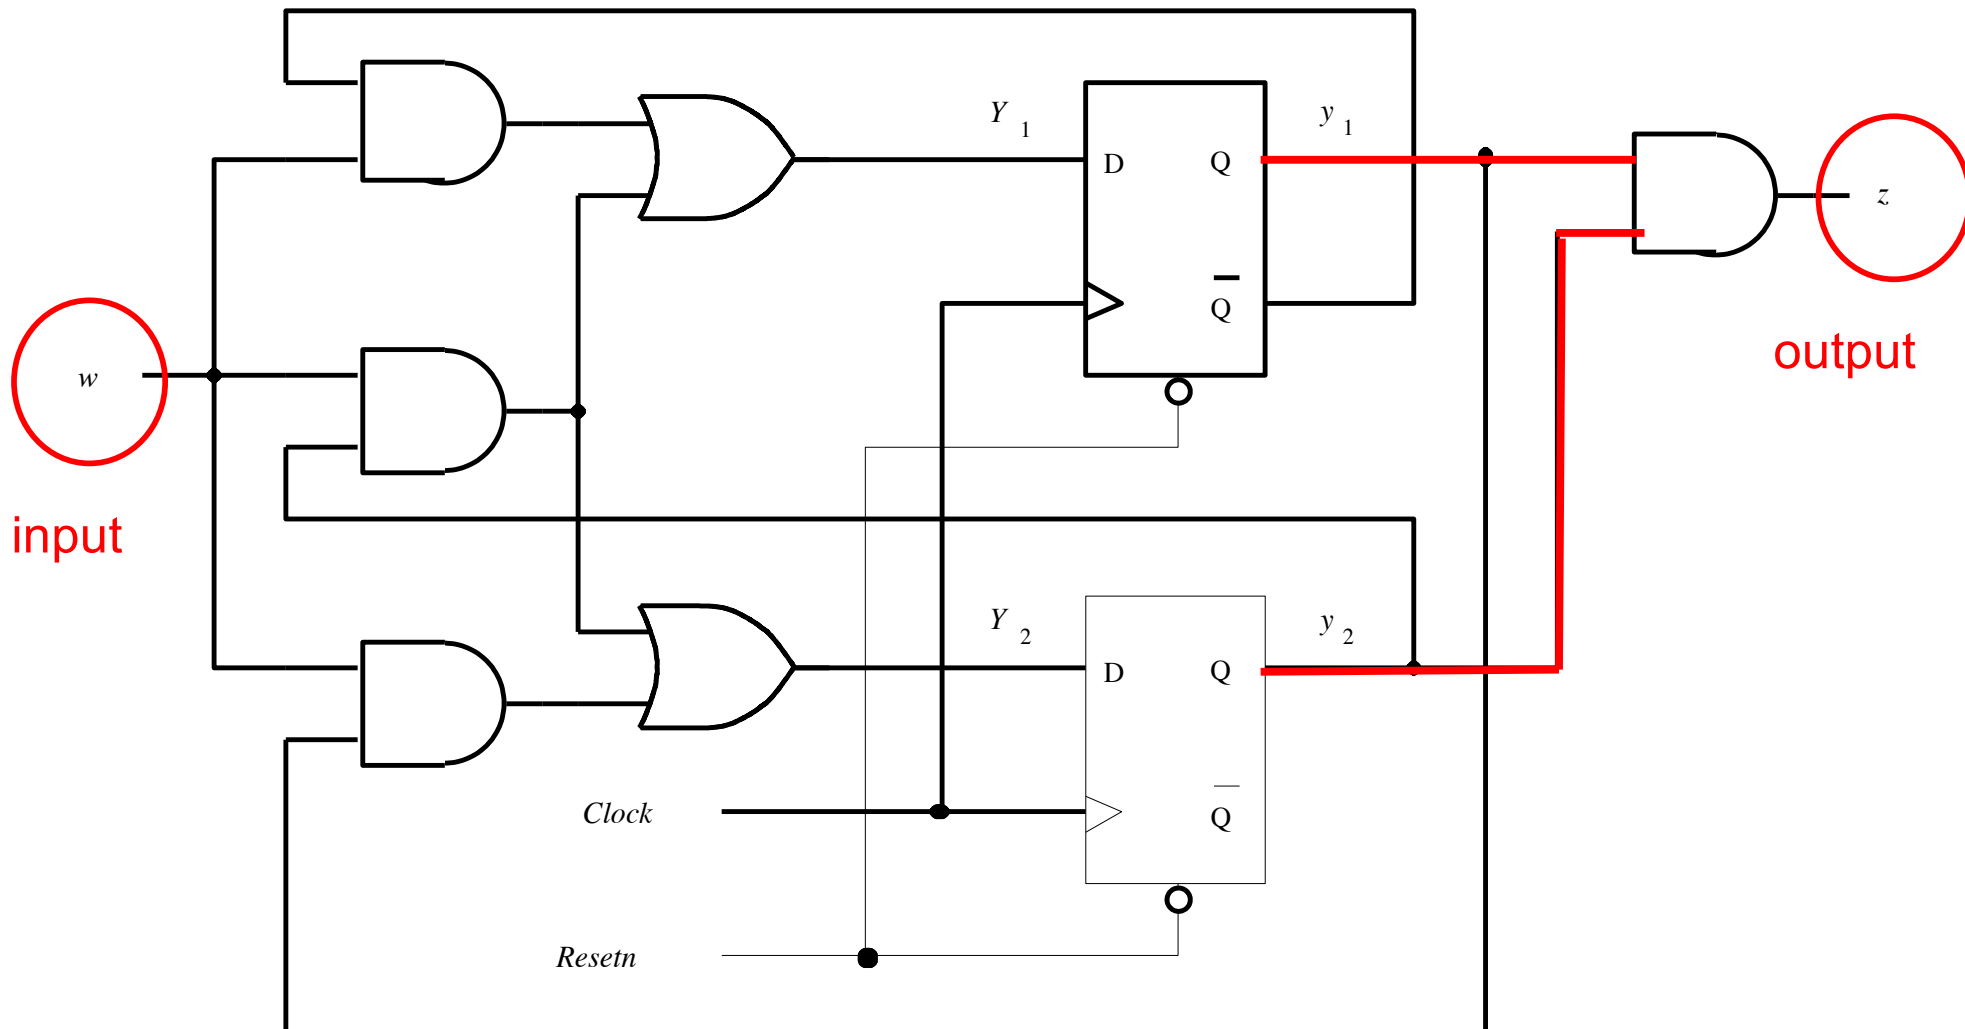 Y 1
y 1
D
Q
z
Q
output
w
input
Y 2
y 2
D
Q
Clock
Q
Resetn